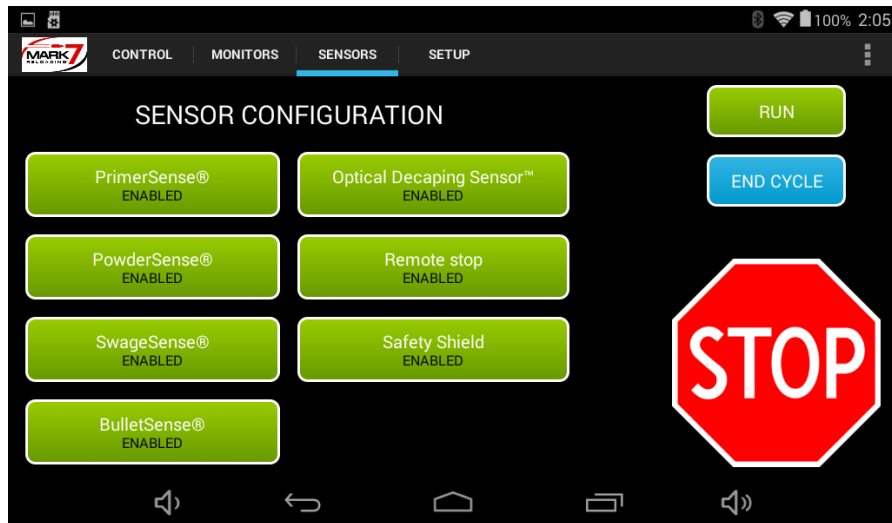 100% 2:05
MARK 7
RELOADING
CONTROL
MONITORS
SENSORS
SETUP
SENSOR CONFIGURATION
RUN
PrimerSense®
ENABLED
Optical Decaping Sensor™
ENABLED
END CYCLE
PowderSense®
ENABLED
Remote stop
ENABLED
SwageSense®
ENABLED
Safety Shield
ENABLED
STOP
BulletSense®
ENABLED